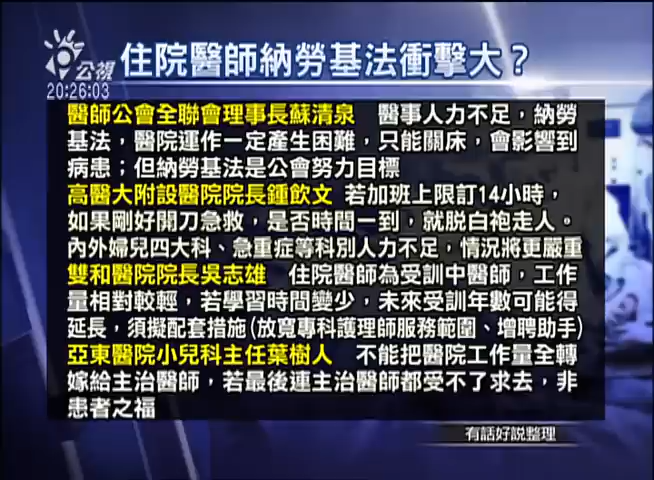 公視
住院醫師納勞基法衝擊大？
20:26:03
醫師公會全聯會理事長蘇清泉 醫事人力不足，納勞
基法，醫院運作一定產生困難，只能關床，會影響到
病患；但納勞基法是公會努力目標
高醫大附設醫院院長鍾飲文 若加班上限訂14小時，
如果剛好開刀急救，是否時間一到，就脫白袍走人。
內外婦兒四大科、急重症等科別人力不足，情況將更嚴重
雙和醫院院長吳志雄 住院醫師為受訓中醫師，工作
量相對較輕，若學習時間變少，未來受訓年數可能得
延長，須擬配套措施(放寬專科護理師服務範圍、增聘助手)
亞東醫院小兒科主任葉樹人 不能把醫院工作量全轉
嫁給主治醫師，若最後連主治醫師都受不了求去，非
患者之福
有話好說整理